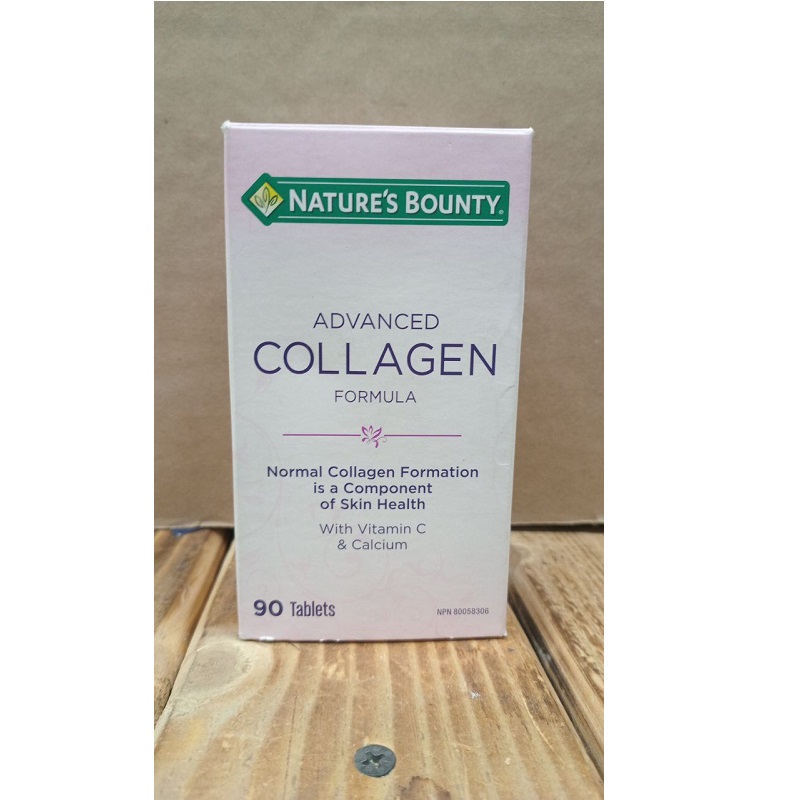 NATURE'S BOUNTY®
ADVANCED
COLLAGEN
FORMULA
Normal Collagen Formation
is a Component
of Skin Health
With Vitamin C
& Calcium
90 Tablets
NPN 80058306